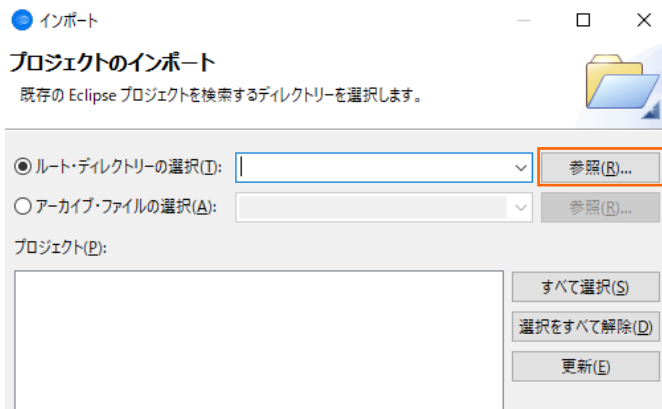 インポート
プロジェクトのインポート
既存の Eclipse プロジェクトを検索するディレクトリーを選択します。
ルート・ディレクトリーの選択(T):
参照(R)...
アーカイブ・ファイルの選択(A):
参照(R)...
プロジェクト(P):
すべて選択(S)
選択をすべて解除(D)
更新(E)